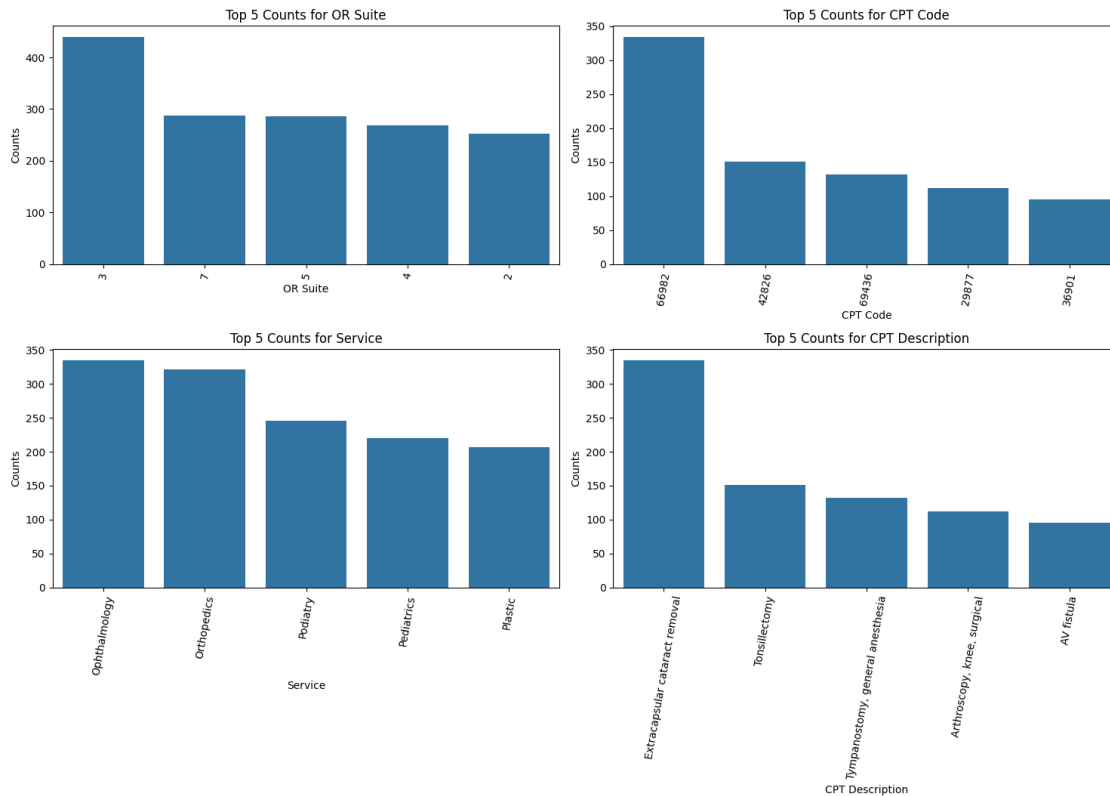 Top 5 Counts for OR Suite
Counts
400
300
200
100
0
3
7
5
4
2
OR Suite
Top 5 Counts for CPT Code
Counts
350
300
250
200
150
100
50
0
66982
42826
69436
29877
36901
CPT Code
Top 5 Counts for Service
Counts
350
300
250
200
150
100
50
0
Ophthalmology
Orthopedics
Podiatry
Pediatrics
Plastic
Service
Top 5 Counts for CPT Description
Counts
350
300
250
200
150
100
50
0
Extracapsular cataract removal
Tonsillectomy
Tympanostomy, general anesthesia
Arthroscopy, knee, surgical
AV fistula
CPT Description